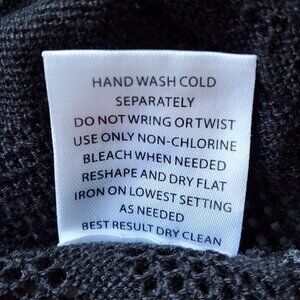 HAND WASH COLD
SEPARATELY
DO NOT WRING OR TWIST
USE ONLY NON-CHLORINE
BLEACH WHEN NEEDED
RESHAPE AND DRY FLAT
IRON ON LOWEST SETTING
AS NEEDED
BEST RESULT DRY CLEAN